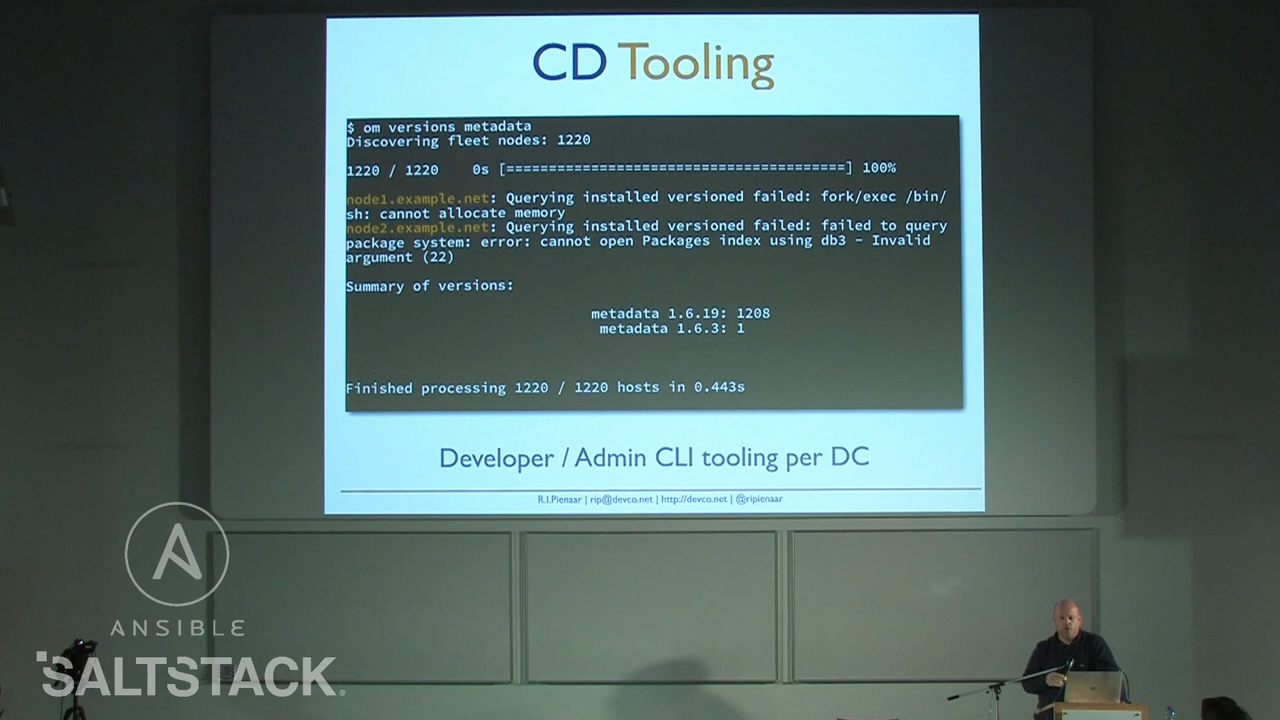 CD Tooling
$ om versions metadata
Discovering fleet nodes: 1220
1220 / 1220 0s [========================================] 100%
node1.example.net: Querying installed versioned failed: fork/exec /bin/
sh: cannot allocate memory
node2.example.net: Querying installed versioned failed: failed to query
package system: error: cannot open Packages index using db3 - Invalid
argument (22)
Summary of versions:
metadata 1.6.19: 1208
metadata 1.6.3: 1
Finished processing 1220 / 1220 hosts in 0.443s
Developer / Admin CLI tooling per DC
R.I.Pienaar | rip@devco.net | http://devco.net | @ripienaar
ANSIBLE
SALTSTACK